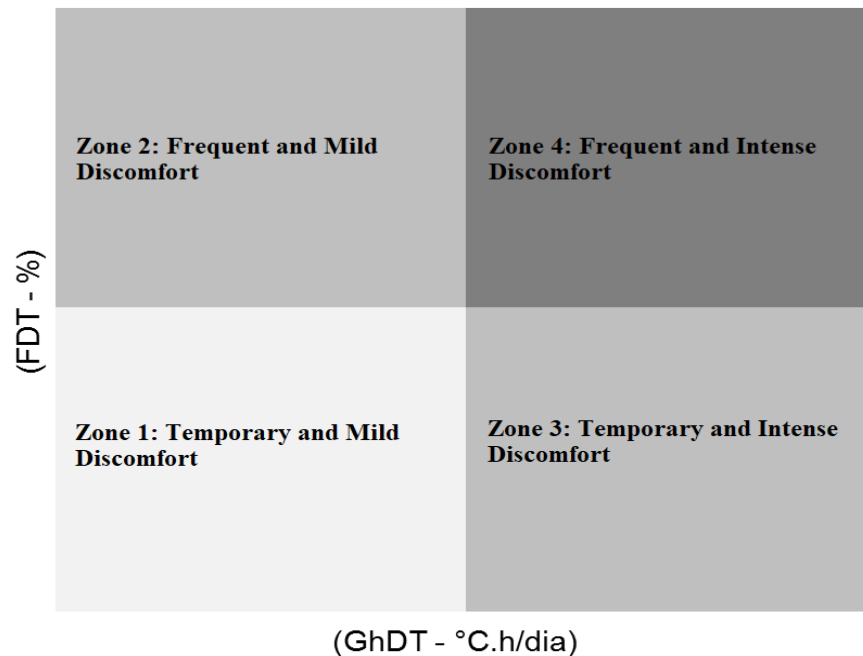 Zone 2: Frequent and Mild
Discomfort
Zone 4: Frequent and Intense
Discomfort
(FDT - %)
Zone 1: Temporary and Mild
Discomfort
Zone 3: Temporary and Intense
Discomfort
(GhDT - °C.h/dia)